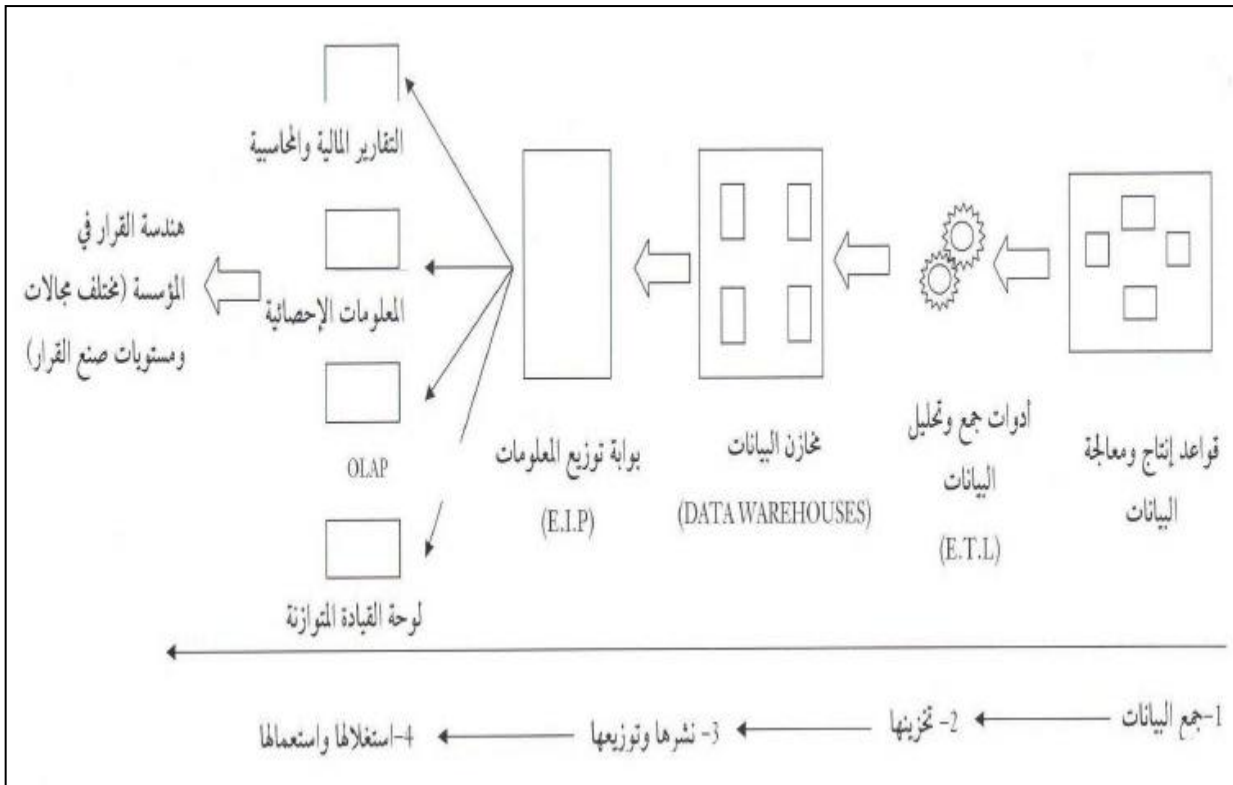 قواعد إنتاج ومعالجة
البيانات
أدوات جمع وتحليل
البيانات
(E.T.L)
مخازن البيانات
(DATA WAREHOUSES)
بوابة توزيع المعلومات
(E.I.P)
التقارير المالية والمحاسبية
المعلومات الإحصائية
OLAP
لوحة القيادة المتوازنة
هندسة القرار في
المؤسسة (مختلف مجالات
ومستويات صنع القرار)
1-جمع البيانات
2- تخزينها
3- نشرها وتوزيعها
4-استغلالها واستعمالها